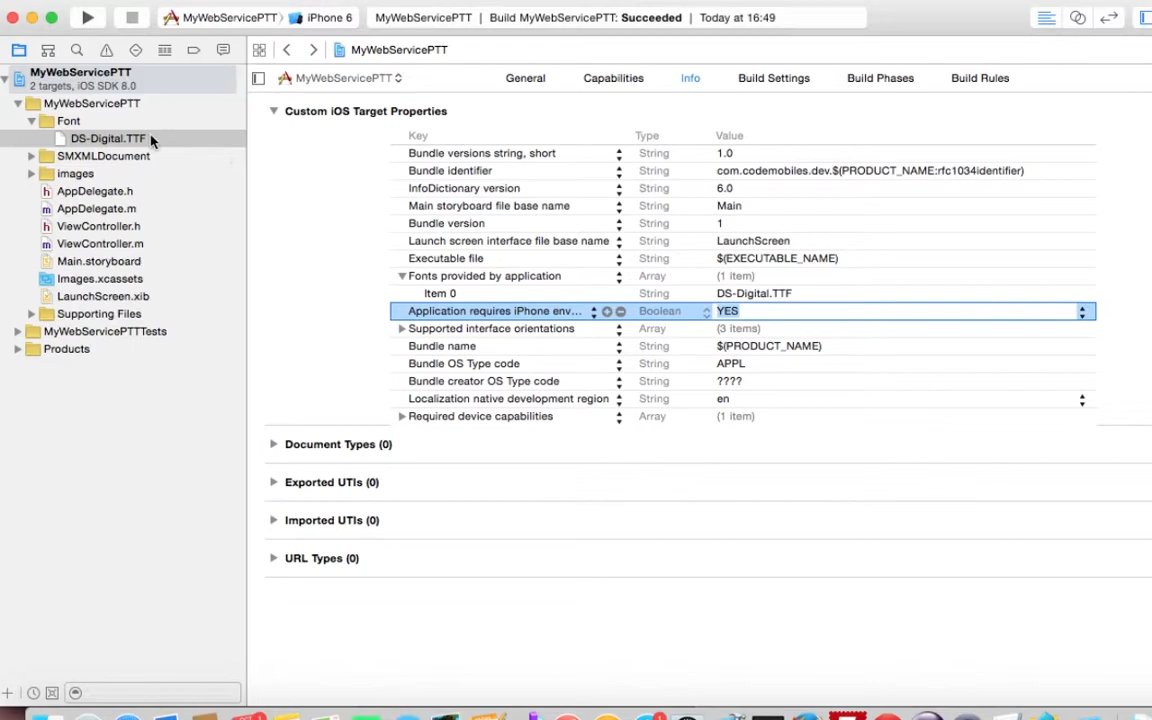 MyWebServicePTT iPhone 6 MyWebServicePTT | Build MyWebServicePTT: Succeeded | Today at 16:49
MyWebServicePTT
MyWebServicePTT
2 targets, iOS SDK 8.0
MyWebServicePTT
Font
DS-Digital.TTF
SMXMLDocument
images
AppDelegate.h
AppDelegate.m
ViewController.h
ViewController.m
Main.storyboard
Images.xcassets
LaunchScreen.xib
Supporting Files
MyWebServicePTTTests
Products
MyWebServicePTT General Capabilities Info Build Settings Build Phases Build Rules
Custom iOS Target Properties
Key Type Value
Bundle versions string, short String 1.0
Bundle identifier String com.codemobiles.dev.$(PRODUCT_NAME:rfc1034identifier)
InfoDictionary version String 6.0
Main storyboard file base name String Main
Bundle version String 1
Launch screen interface file base name String LaunchScreen
Executable file String $(EXECUTABLE_NAME)
Fonts provided by application Array (1 item)
Item 0 String DS-Digital.TTF
Application requires iPhone env... Boolean YES
Supported interface orientations Array (3 items)
Bundle name String $(PRODUCT_NAME)
Bundle OS Type code String APPL
Bundle creator OS Type code String ????
Localization native development region String en
Required device capabilities Array (1 item)
Document Types (0)
Exported UTIs (0)
Imported UTIs (0)
URL Types (0)